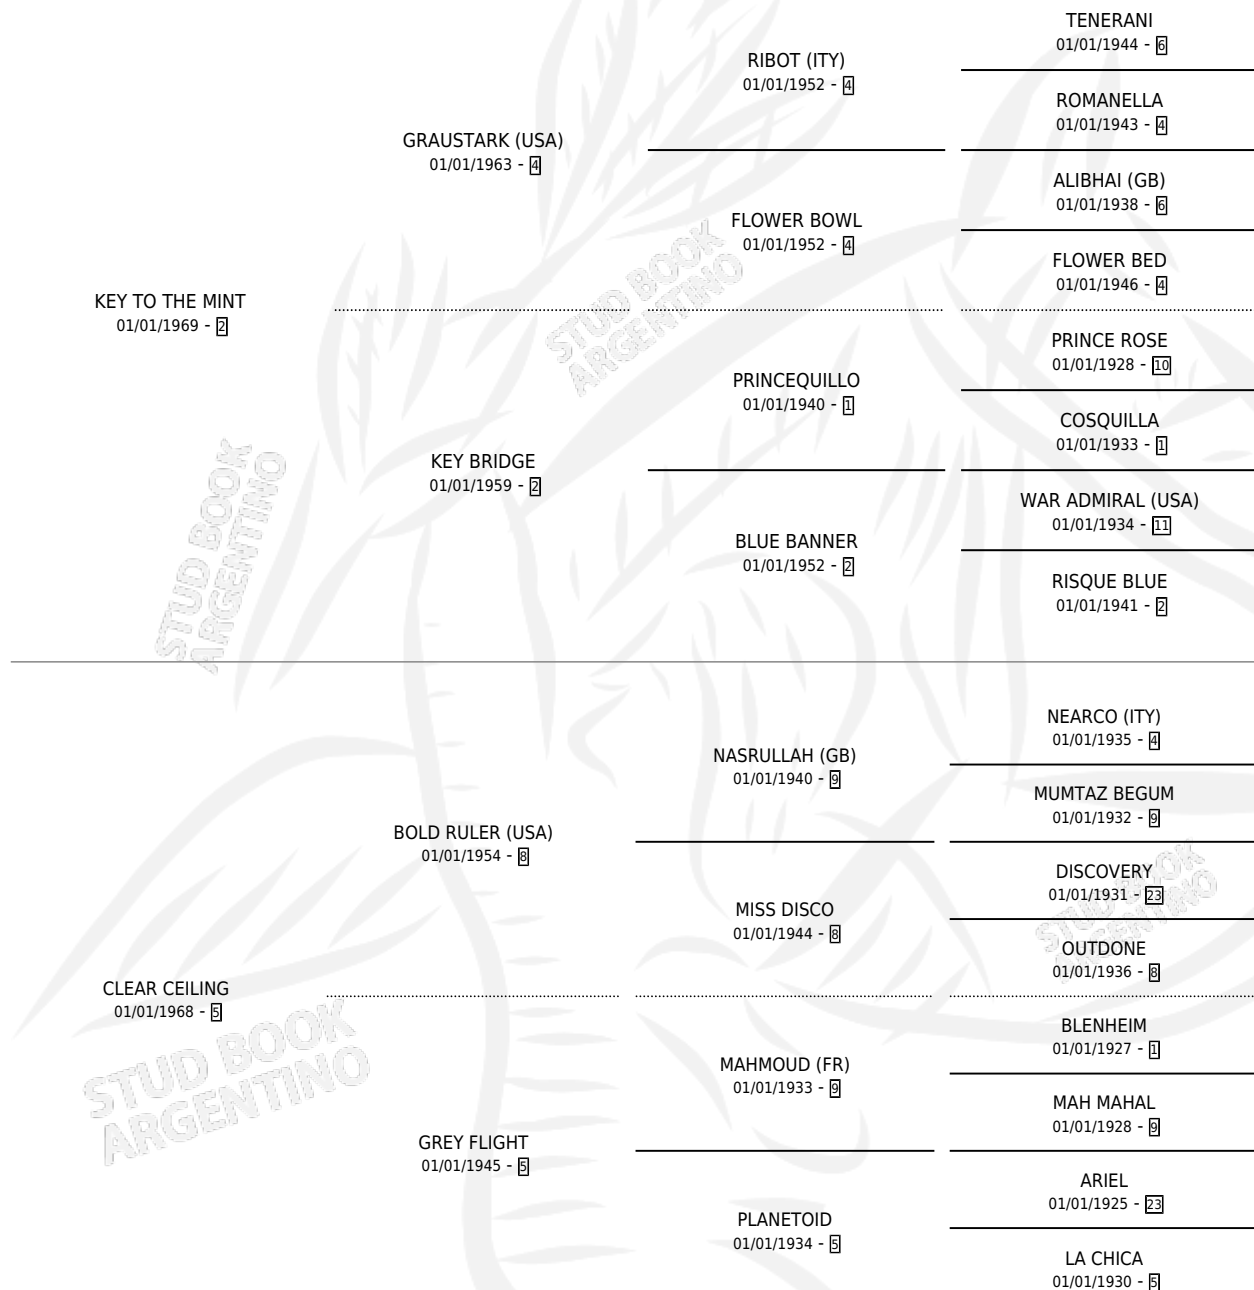 TENERANI
01/01/1944 - 6
RIBOT (ITY)
01/01/1952 - 4
ROMANELLA
01/01/1943 - 4
GRAUSTARK (USA)
01/01/1963 - 4
ALIBHAI (GB)
01/01/1938 - 6
FLOWER BOWL
01/01/1952 - 4
FLOWER BED
01/01/1946 - 4
KEY TO THE MINT
01/01/1969 - 2
PRINCE ROSE
01/01/1928 - 10
PRINCEQUILLO
01/01/1940 - 1
COSQUILLA
01/01/1933 - 1
KEY BRIDGE
01/01/1959 - 2
WAR ADMIRAL (USA)
01/01/1934 - 11
BLUE BANNER
01/01/1952 - 2
RISQUE BLUE
01/01/1941 - 2
NEARCO (ITY)
01/01/1935 - 4
NASRULLAH (GB)
01/01/1940 - 9
MUMTAZ BEGUM
01/01/1932 - 9
BOLD RULER (USA)
01/01/1954 - 8
DISCOVERY
01/01/1931 - 23
MISS DISCO
01/01/1944 - 8
OUTDONE
01/01/1936 - 8
CLEAR CEILING
01/01/1968 - 5
BLENHEIM
01/01/1927 - 1
MAHMOUD (FR)
01/01/1933 - 9
MAH MAHAL
01/01/1928 - 9
GREY FLIGHT
01/01/1945 - 5
ARIEL
01/01/1925 - 23
PLANETOID
01/01/1934 - 5
LA CHICA
01/01/1930 - 5
STUD BOOK
ARGENTINO
STUD BOOK
ARGENTINO
STUD BOOK
ARGENTINO
STUD BOOK
ARGENTINO